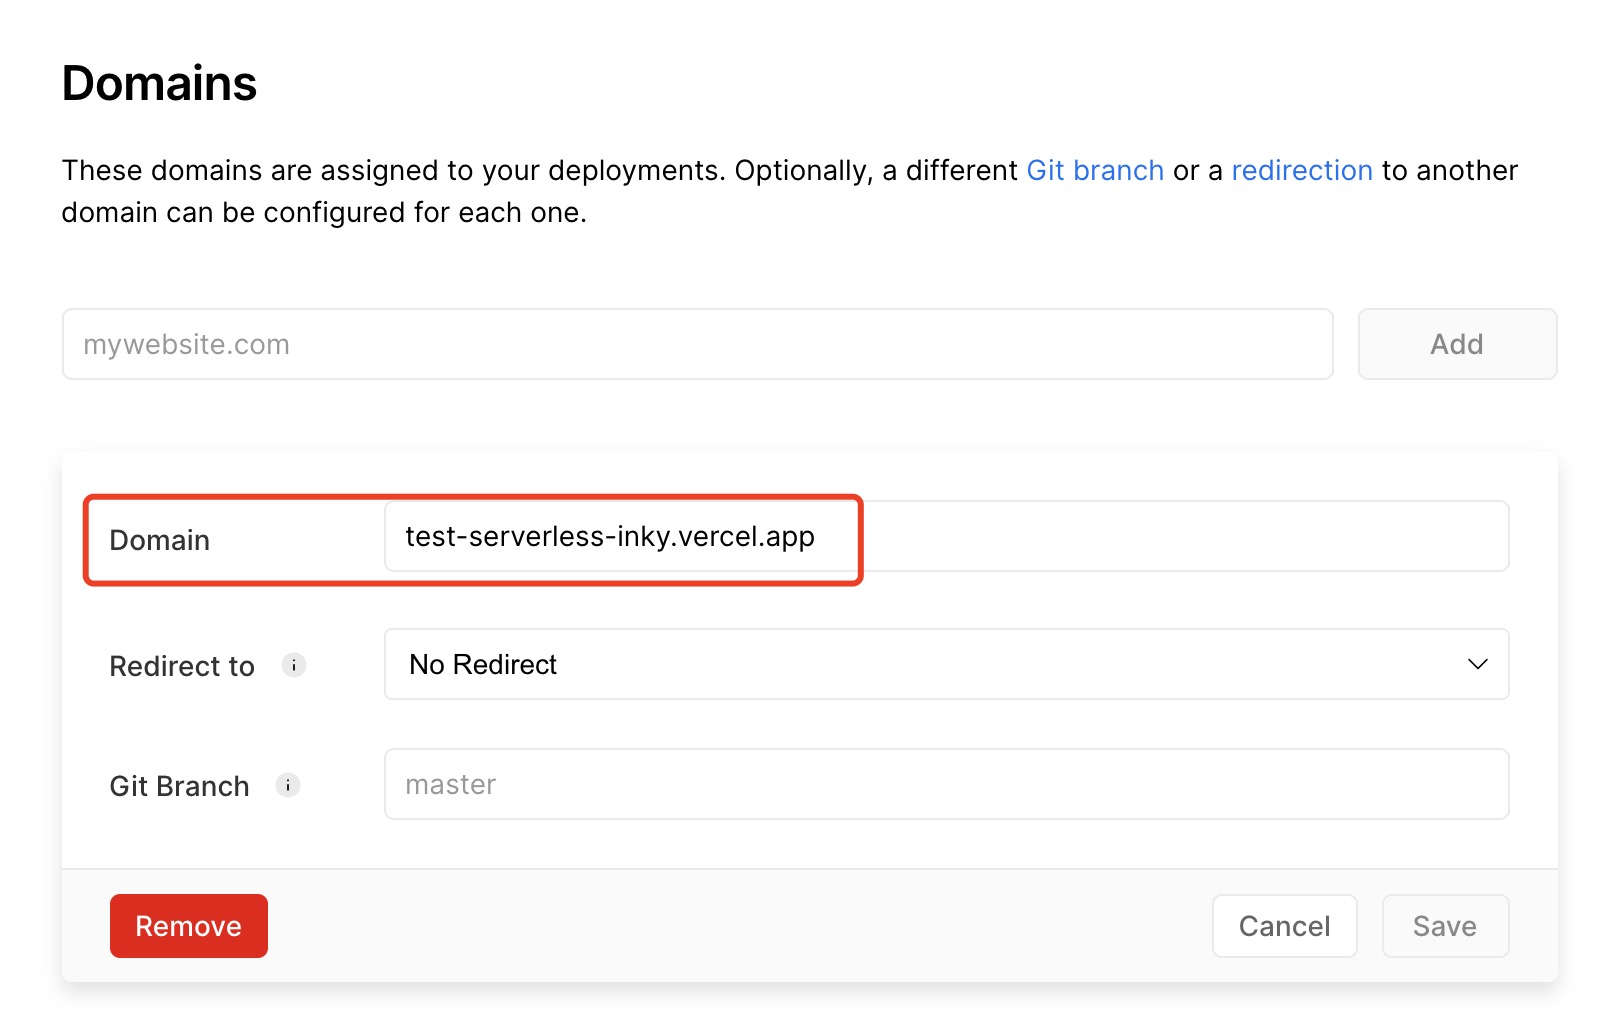 Domains
These domains are assigned to your deployments. Optionally, a different Git branch or a redirection to another
domain can be configured for each one.
mywebsite.com
Add
Domain
test-serverless-inky.vercel.app
Redirect to
No Redirect
Git Branch
master
Remove
Cancel
Save